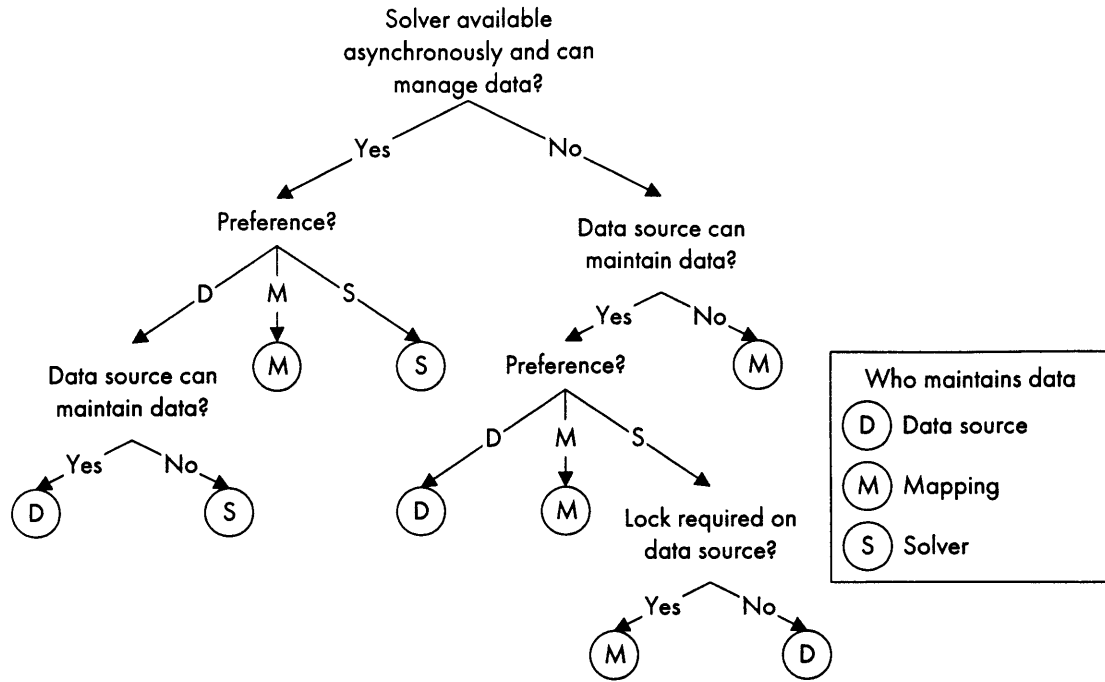 Solver available
asynchronously and can
manage data?
Yes
No
Preference?
Data source can
maintain data?
D
M
S
Yes
No
M
S
Preference?
M
Data source can
maintain data?
Who maintains data
D Data source
M Mapping
S Solver
Yes
No
D
M
S
D
S
D
M
Lock required on
data source?
Yes
No
M
D